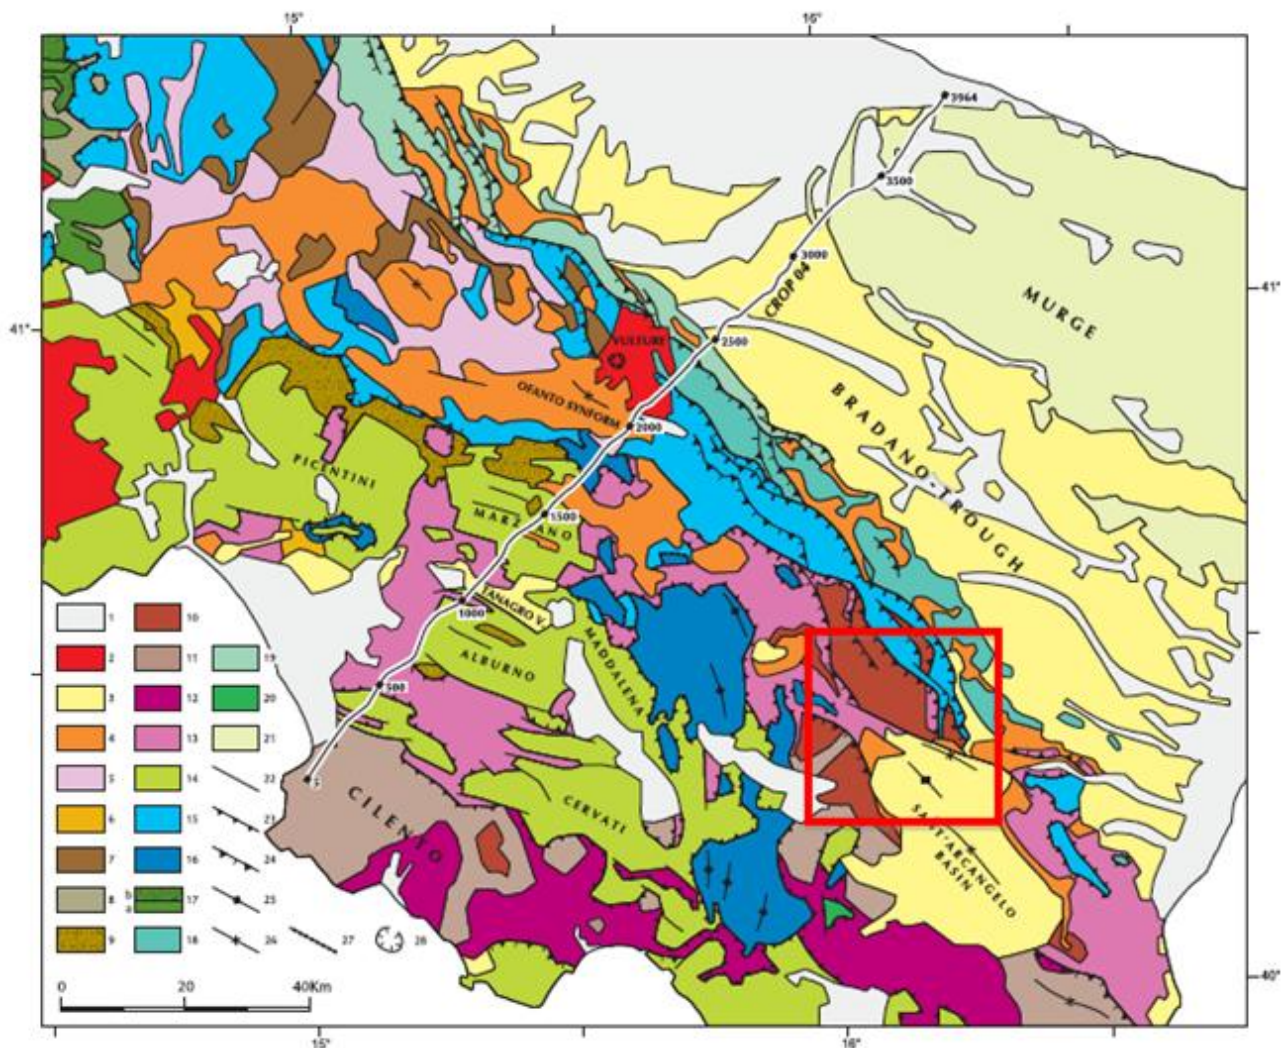 15° 16°
3964
3500
3000
CROP 04
MURGE
41° 41°
2500
VULTURE
BRADANO-TROUGH
OFANTO SYNFORM
2000
PICENTINI
1500
MARZANO
TANAGRO V.
1000
MADDALENA
ALBURNO
500
CILENTO
CERVATI
SANT'ARCANGELO
BASIN
1 10
2 11 19
3 12 20
4 13 21
5 14 22
6 15 23
7 16 24
8 b a 17 25
9 18 26 27 28
0 20 40Km
40°
15° 16°